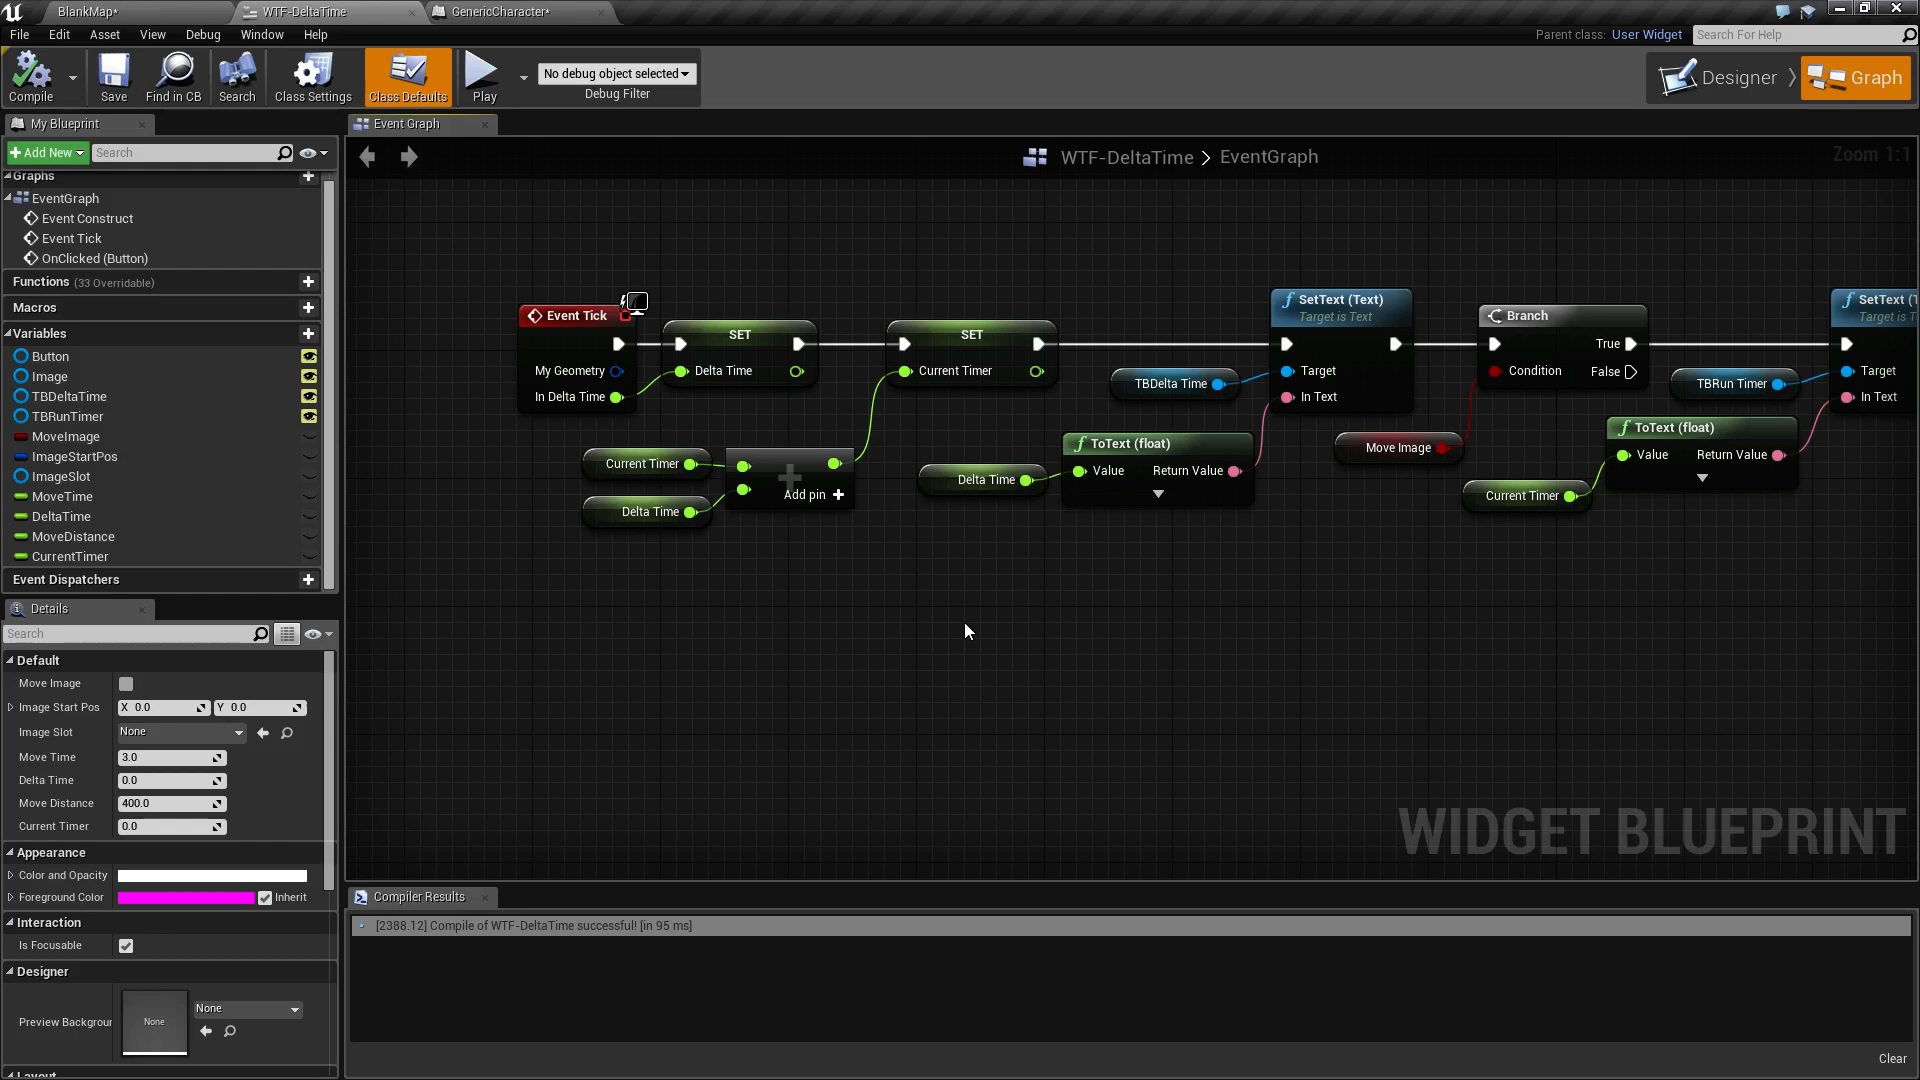 BlankMap*
WTF-DeltaTime
GenericCharacter*
File Edit Asset View Debug Window Help
Parent class: User Widget
Search For Help
Compile
Save
Find in CB
Search
Class Settings
Class Defaults
Play
No debug object selected
Debug Filter
Designer
Graph
My Blueprint
Event Graph
Add New
Search
WTF-DeltaTime > EventGraph
Zoom 1:1
Graphs
EventGraph
Event Construct
Event Tick
OnClicked (Button)
Functions (33 Overridable)
Macros
Variables
Button
Image
TBDeltaTime
TBRunTimer
MoveImage
ImageStartPos
ImageSlot
MoveTime
DeltaTime
MoveDistance
CurrentTimer
Event Dispatchers
Event Tick
My Geometry
In Delta Time
SET
Delta Time
SET
Current Timer
Current Timer
Delta Time
Add pin
TBDelta Time
Delta Time
ToText (float)
Value
Return Value
SetText (Text)
Target is Text
Target
In Text
Branch
Condition
True
False
Move Image
TBRun Timer
Current Timer
ToText (float)
Value
Return Value
SetText (T
Target is T
Target
In Text
WIDGET BLUEPRINT
Details
Search
Default
Move Image
Image Start Pos X 0.0 Y 0.0
Image Slot None
Move Time 3.0
Delta Time 0.0
Move Distance 400.0
Current Timer 0.0
Appearance
Color and Opacity
Foreground Color Inherit
Interaction
Is Focusable
Designer
Preview Backgroun
None
None
Layout
Compiler Results
[2388.12] Compile of WTF-DeltaTime successful! [in 95 ms]
Clear